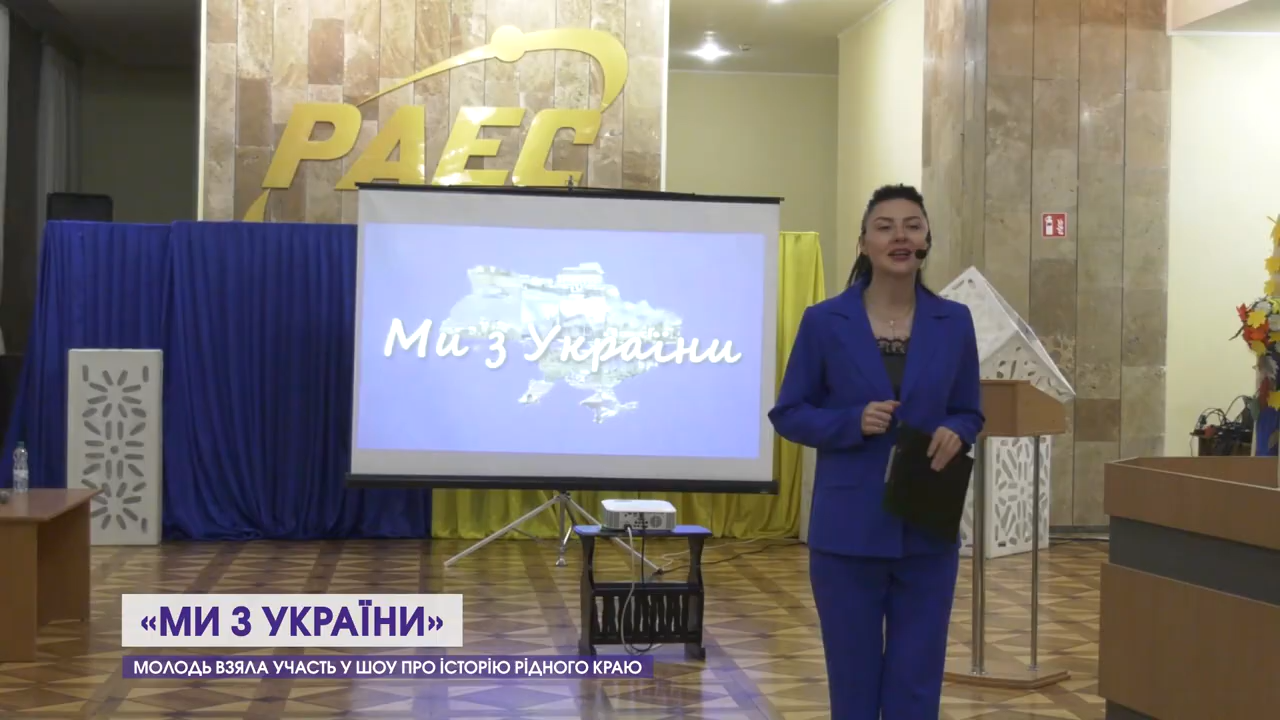 РАЕС
Ми з України
«МИ З УКРАЇНИ»
МОЛОДЬ ВЗЯЛА УЧАСТЬ У ШОУ ПРО ІСТОРІЮ РІДНОГО КРАЮ